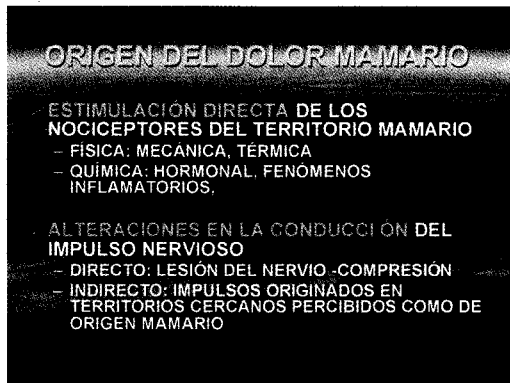 ORIGEN DEL DOLOR MAMARIO
ESTIMULACIÓN DIRECTA DE LOS
NOCICEPTORES DEL TERRITORIO MAMARIO
– FÍSICA: MECÁNICA, TÉRMICA
– QUÍMICA: HORMONAL, FENÓMENOS
INFLAMATORIOS.
ALTERACIONES EN LA CONDUCCIÓN DEL
IMPULSO NERVIOSO
– DIRECTO: LESIÓN DEL NERVIO -COMPRESIÓN
– INDIRECTO: IMPULSOS ORIGINADOS EN
TERRITORIOS CERCANOS PERCIBIDOS COMO DE
ORIGEN MAMARIO